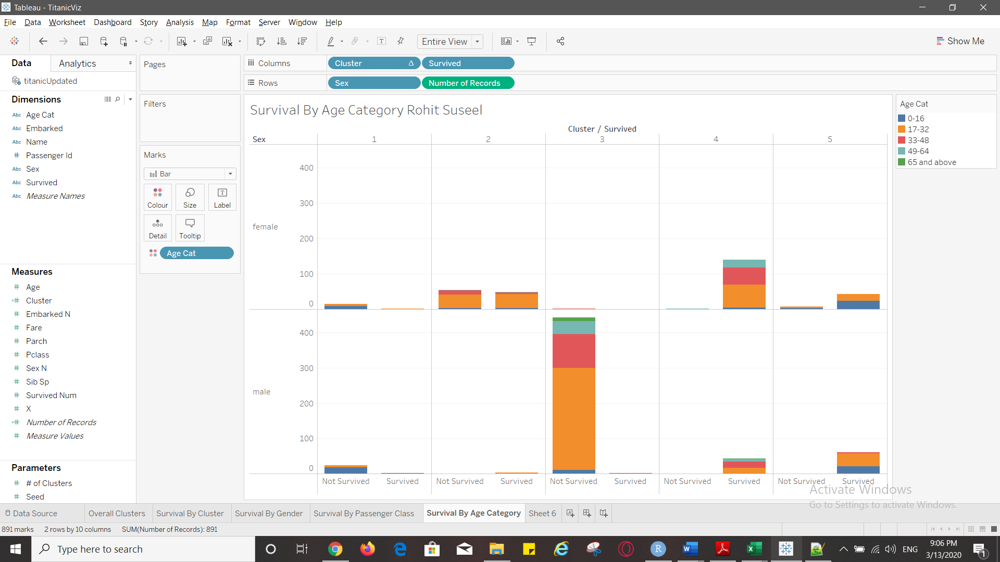 Tableau - TitanicViz
File Data Worksheet Dashboard Story Analysis Map Format Server Window Help
Entire View
Show Me
Data Analytics
titanicUpdated
Dimensions
Abc Age Cat
Abc Embarked
Abc Name
# Passenger Id
Abc Sex
Abc Survived
Abc Measure Names
Measures
# Age
=# Cluster
# Embarked N
# Fare
# Parch
# Pclass
# Sex N
# Sib Sp
# Survived Num
# X
=# Number of Records
# Measure Values
Parameters
# # of Clusters
# Seed
Pages
Filters
Marks
Bar
Colour Size Label
Detail Tooltip
Age Cat
Columns Cluster Δ Survived
Rows Sex Number of Records
Survival By Age Category Rohit Suseel
Cluster / Survived
Sex 1 2 3 4 5
400
300
female
200
100
0
400
300
male
200
100
0
Not Survived Survived Not Survived Survived Not Survived Survived Not Survived Survived Not Survived Survived
Age Cat
0-16
17-32
33-48
49-64
65 and above
Activate Windows
Go to Settings to activate Windows.
Data Source Overall Clusters Survival By Cluster Survival By Gender Survival By Passenger Class Survival By Age Category Sheet 6
891 marks 2 rows by 10 columns SUM(Number of Records): 891
Type here to search
ENG
9:06 PM
3/13/2020
1